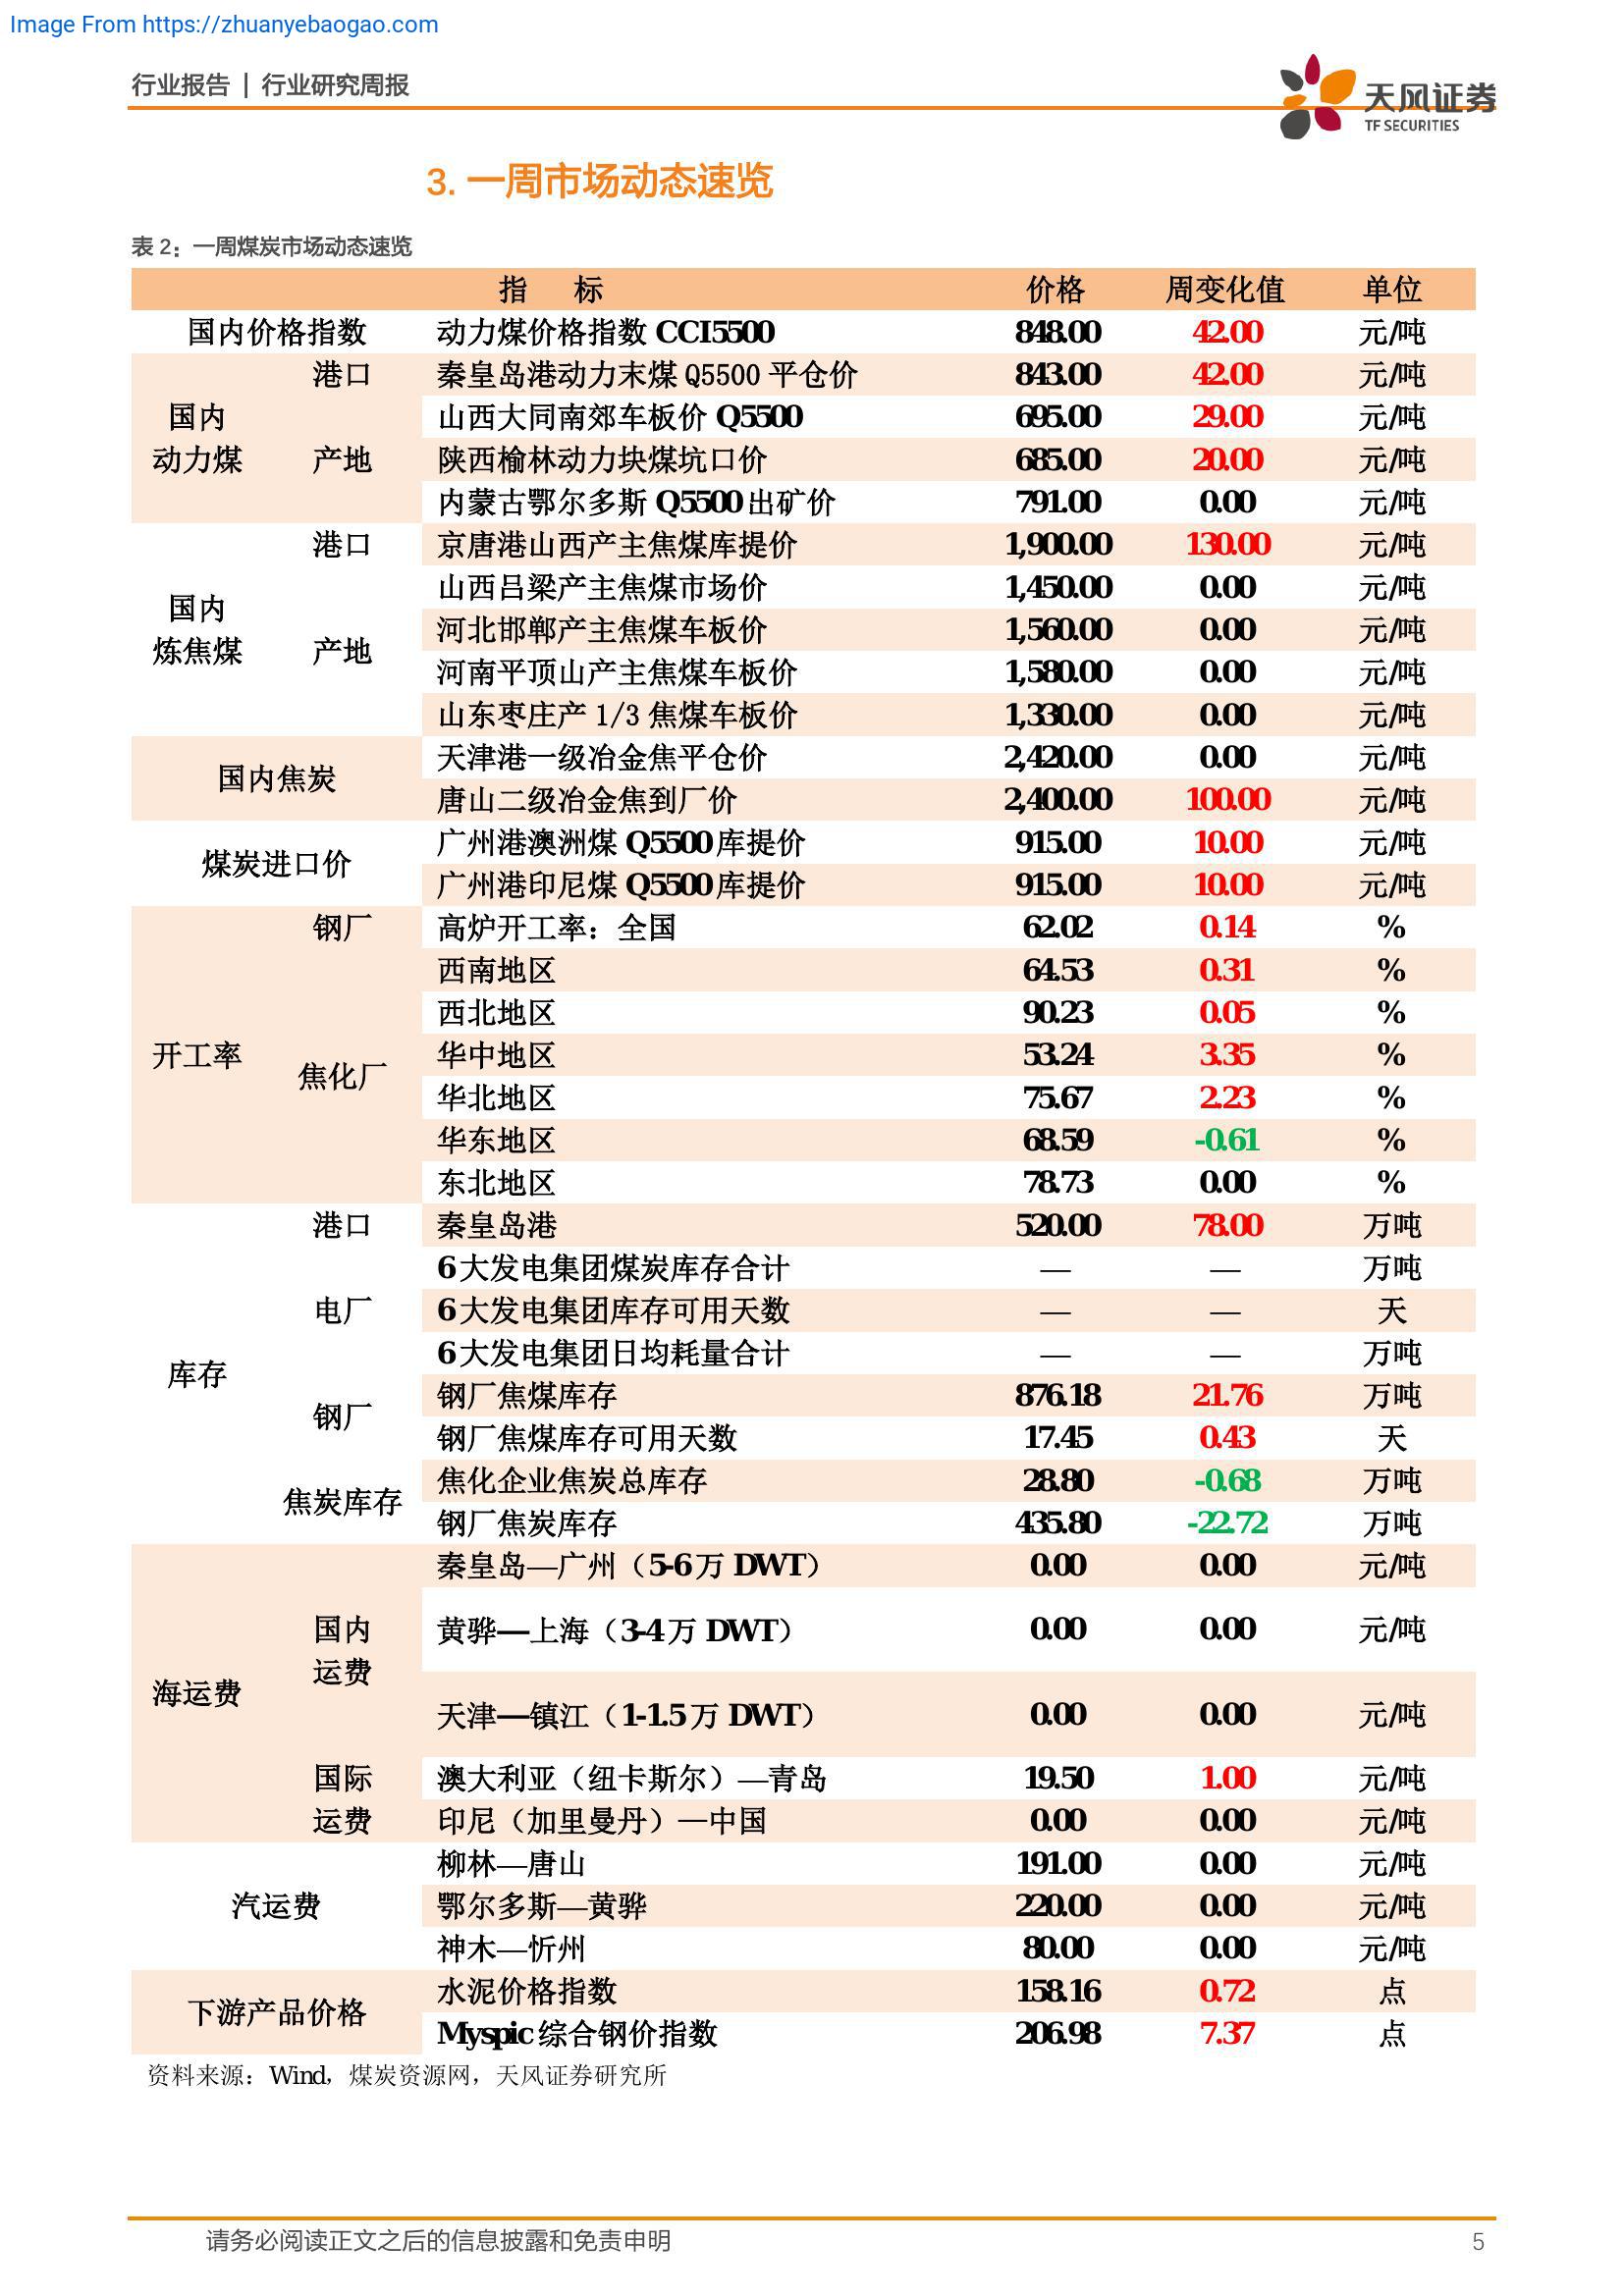 Image From https://zhuanyebaogao.com
行业报告 | 行业研究周报
天风证券
TF SECURITIES
3. 一周市场动态速览
表 2：一周煤炭市场动态速览
指 标 价格 周变化值 单位
国内价格指数 动力煤价格指数 CCI5500 848.00 42.00 元/吨
港口 秦皇岛港动力末煤 Q5500 平仓价 843.00 42.00 元/吨
国内 山西大同南郊车板价 Q5500 695.00 29.00 元/吨
动力煤 产地 陕西榆林动力块煤坑口价 685.00 20.00 元/吨
内蒙古鄂尔多斯 Q5500 出矿价 791.00 0.00 元/吨
港口 京唐港山西产主焦煤库提价 1,900.00 130.00 元/吨
山西吕梁产主焦煤市场价 1,450.00 0.00 元/吨
国内
河北邯郸产主焦煤车板价 1,560.00 0.00 元/吨
炼焦煤 产地
河南平顶山产主焦煤车板价 1,580.00 0.00 元/吨
山东枣庄产 1/3 焦煤车板价 1,330.00 0.00 元/吨
天津港一级冶金焦平仓价 2,420.00 0.00 元/吨
国内焦炭
唐山二级冶金焦到厂价 2,400.00 100.00 元/吨
广州港澳洲煤 Q5500 库提价 915.00 10.00 元/吨
煤炭进口价
广州港印尼煤 Q5500 库提价 915.00 10.00 元/吨
钢厂 高炉开工率：全国 62.02 0.14 %
西南地区 64.53 0.31 %
西北地区 90.23 0.05 %
开工率 华中地区 53.24 3.35 %
焦化厂
华北地区 75.67 2.23 %
华东地区 68.59 -0.61 %
东北地区 78.73 0.00 %
港口 秦皇岛港 520.00 78.00 万吨
6 大发电集团煤炭库存合计 — — 万吨
电厂 6 大发电集团库存可用天数 — — 天
6 大发电集团日均耗量合计 — — 万吨
库存
钢厂焦煤库存 876.18 21.76 万吨
钢厂
钢厂焦煤库存可用天数 17.45 0.43 天
焦化企业焦炭总库存 28.80 -0.68 万吨
焦炭库存
钢厂焦炭库存 435.80 -22.72 万吨
秦皇岛—广州（5-6 万 DWT） 0.00 0.00 元/吨
国内
黄骅—上海（3-4 万 DWT） 0.00 0.00 元/吨
运费
海运费
天津—镇江（1-1.5 万 DWT） 0.00 0.00 元/吨
国际 澳大利亚（纽卡斯尔）—青岛 19.50 1.00 元/吨
运费 印尼（加里曼丹）—中国 0.00 0.00 元/吨
柳林—唐山 191.00 0.00 元/吨
汽运费 鄂尔多斯—黄骅 220.00 0.00 元/吨
神木—忻州 80.00 0.00 元/吨
水泥价格指数 158.16 0.72 点
下游产品价格
Myspic 综合钢价指数 206.98 7.37 点
资料来源：Wind，煤炭资源网，天风证券研究所
请务必阅读正文之后的信息披露和免责申明 5